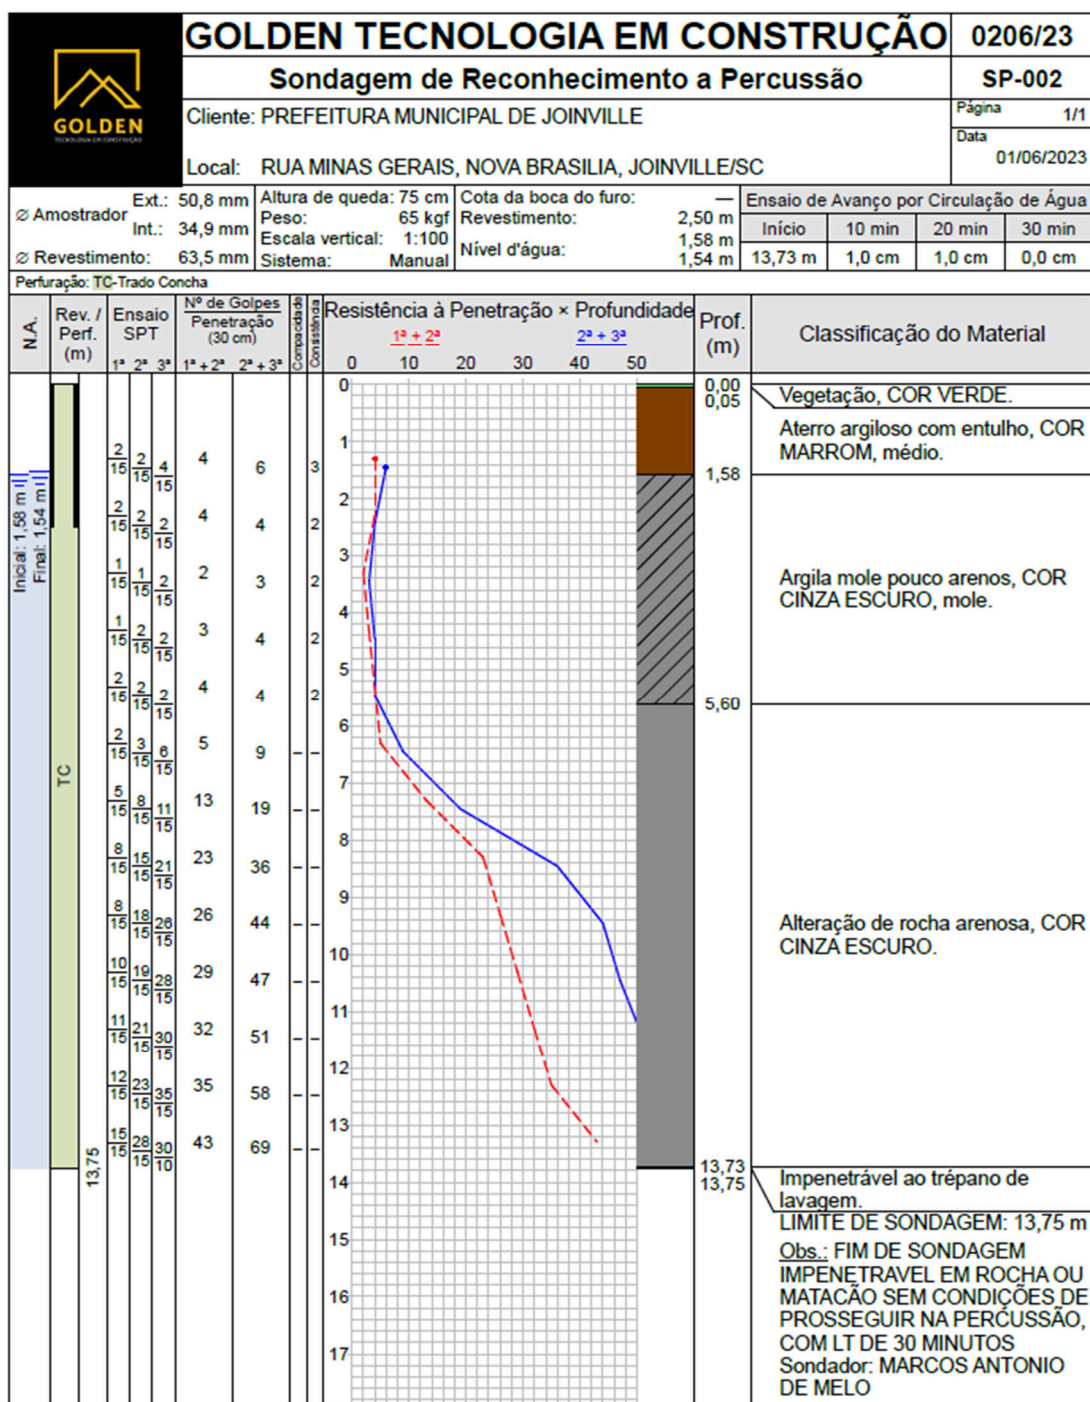 GOLDEN
TECNOLOGIA EM CONSTRUÇÃO
GOLDEN TECNOLOGIA EM CONSTRUÇÃO
0206/23
Sondagem de Reconhecimento a Percussão
SP-002
Cliente: PREFEITURA MUNICIPAL DE JOINVILLE
Página 1/1
Data
01/06/2023
Local: RUA MINAS GERAIS, NOVA BRASILIA, JOINVILLE/SC
Ø Amostrador Ext.: 50,8 mm
Int.: 34,9 mm
Ø Revestimento: 63,5 mm
Altura de queda: 75 cm
Peso: 65 kgf
Escala vertical: 1:100
Sistema: Manual
Cota da boca do furo: —
Revestimento: 2,50 m
Nível d'água: 1,58 m
1,54 m
Ensaio de Avanço por Circulação de Água
Início 10 min 20 min 30 min
13,73 m 1,0 cm 1,0 cm 0,0 cm
Perfuração: TC-Trado Concha
N.A.
Rev. / Perf. (m)
Ensaio SPT
1ª 2ª 3ª
Nº de Golpes
Penetração
(30 cm)
1ª + 2ª 2ª + 3ª
Compacidade
Consistência
Resistência à Penetração × Profundidade
1ª + 2ª 2ª + 3ª
0 10 20 30 40 50
Prof. (m)
Classificação do Material
Inicial: 1,58 m
Final: 1,54 m
TC
13,75
2/15 2/15 4/15 4 6 3
2/15 2/15 2/15 4 4 2
1/15 1/15 2/15 2 3 2
1/15 2/15 2/15 3 4 2
2/15 2/15 2/15 4 4 2
2/15 3/15 6/15 5 9 – –
5/15 8/15 11/15 13 19 – –
8/15 15/15 21/15 23 36 – –
8/15 18/15 26/15 26 44 – –
10/15 19/15 28/15 29 47 – –
11/15 21/15 30/15 32 51 – –
12/15 23/15 35/15 35 58 – –
15/15 28/15 30/10 43 69 – –
0
1
2
3
4
5
6
7
8
9
10
11
12
13
14
15
16
17
0,00
0,05
1,58
5,60
13,73
13,75
Vegetação, COR VERDE.
Aterro argiloso com entulho, COR
MARROM, médio.
Argila mole pouco arenos, COR
CINZA ESCURO, mole.
Alteração de rocha arenosa, COR
CINZA ESCURO.
Impenetrável ao trépano de
lavagem.
LIMITE DE SONDAGEM: 13,75 m
Obs.: FIM DE SONDAGEM
IMPENETRAVEL EM ROCHA OU
MATACÃO SEM CONDIÇÕES DE
PROSSEGUIR NA PERCUSSÃO,
COM LT DE 30 MINUTOS
Sondador: MARCOS ANTONIO
DE MELO